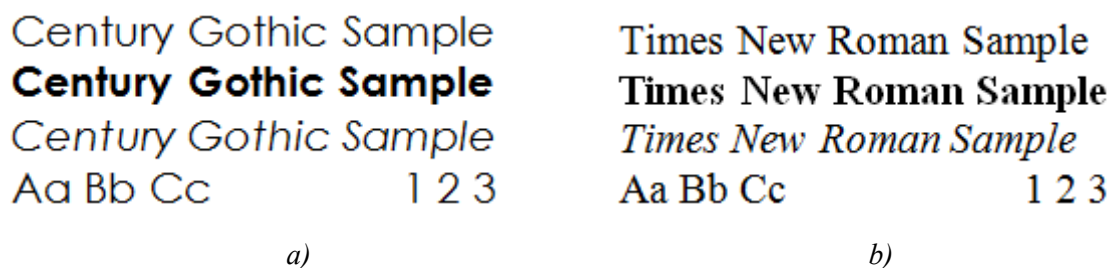 Century Gothic Sample
Century Gothic Sample
Century Gothic Sample
Aa Bb Cc 1 2 3
a)
Times New Roman Sample
Times New Roman Sample
Times New Roman Sample
Aa Bb Cc 1 2 3
b)